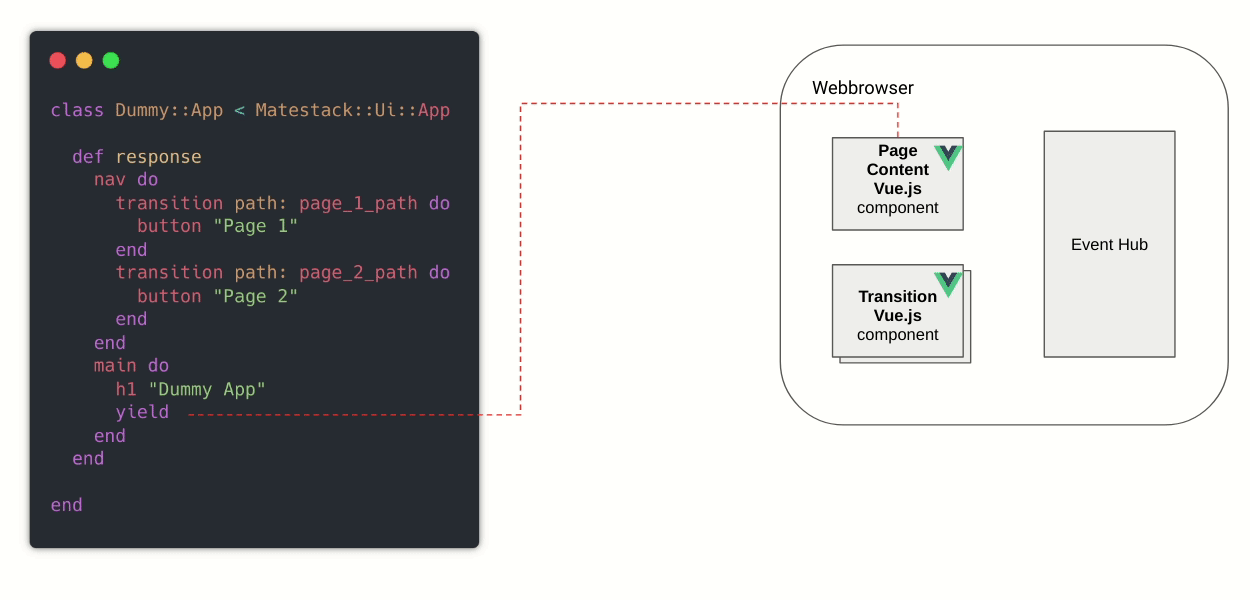 class Dummy::App < Matestack::Ui::App
def response
nav do
transition path: page_1_path do
button "Page 1"
end
transition path: page_2_path do
button "Page 2"
end
end
main do
h1 "Dummy App"
yield
end
end
end
Webbrowser
Page
Content
Vue.js
component
Transition
Vue.js
component
Event Hub